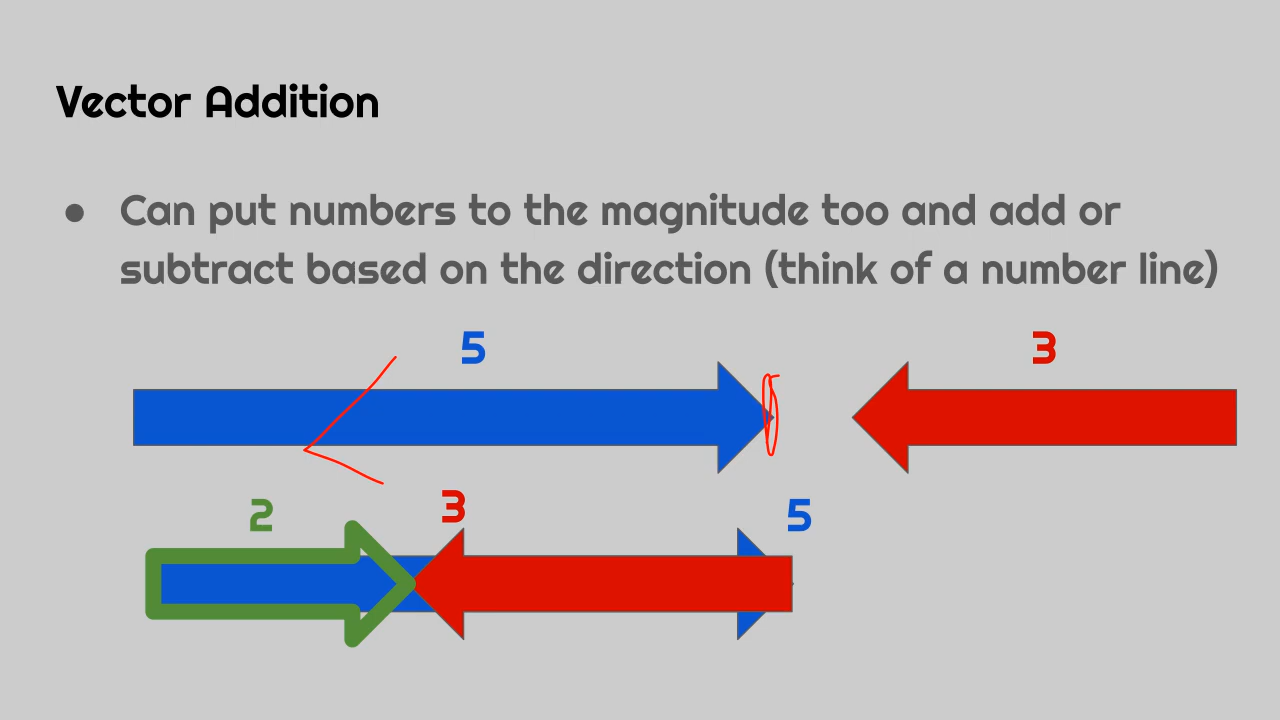 Vector Addition
● Can put numbers to the magnitude too and add or
subtract based on the direction (think of a number line)
5
3
2
3
5